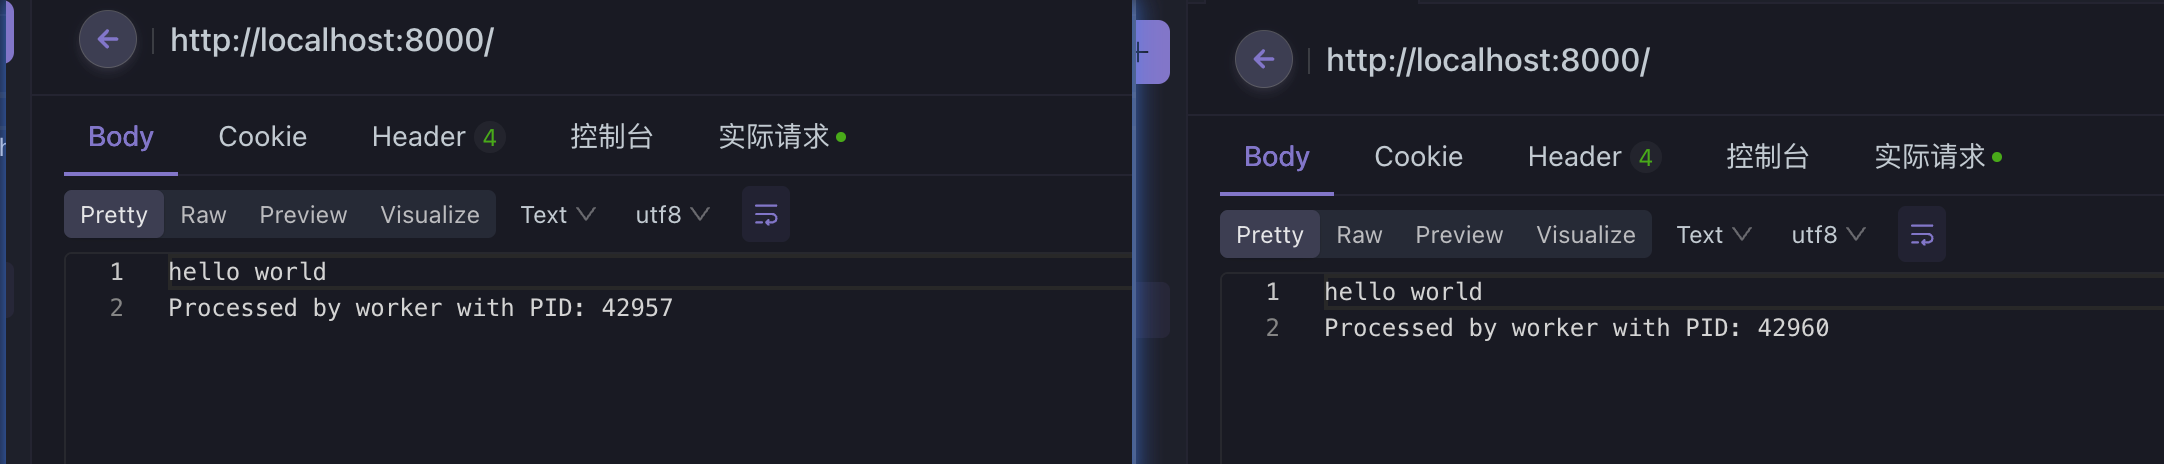 http://localhost:8000/
Body Cookie Header 4 控制台 实际请求
Pretty Raw Preview Visualize Text utf8
1 hello world
2 Processed by worker with PID: 42957
http://localhost:8000/
Body Cookie Header 4 控制台 实际请求
Pretty Raw Preview Visualize Text utf8
1 hello world
2 Processed by worker with PID: 42960